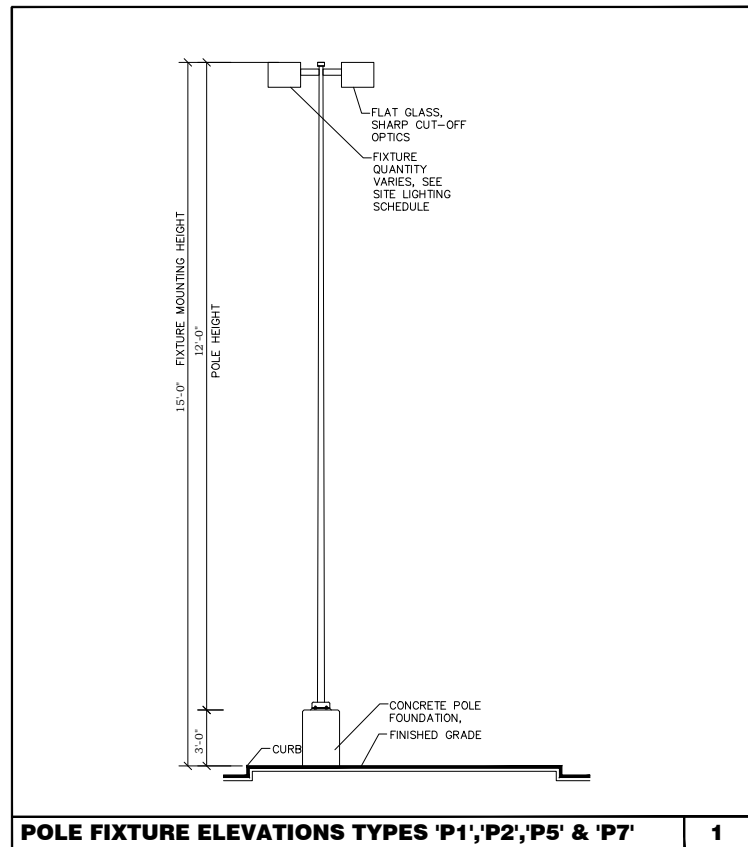 FLAT GLASS,
SHARP CUT-OFF
OPTICS
FIXTURE
QUANTITY
VARIES, SEE
SITE LIGHTING
SCHEDULE
15'-0" FIXTURE MOUNTING HEIGHT
12'-0"
POLE HEIGHT
3'-0"
CONCRETE POLE
FOUNDATION,
FINISHED GRADE
CURB
POLE FIXTURE ELEVATIONS TYPES 'P1','P2','P5' & 'P7'
1